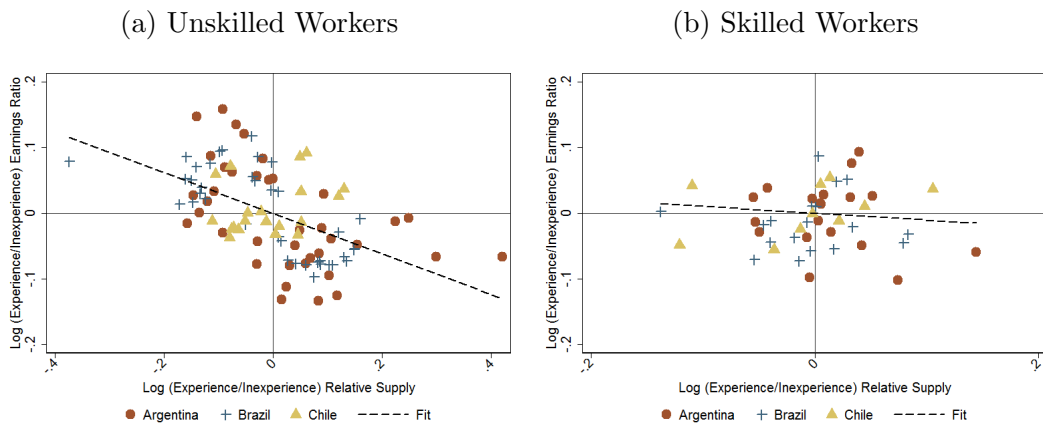 (a) Unskilled Workers
Log (Experience/Inexperience) Earnings Ratio
.2
.1
0
-.1
-.2
-.4
-.2
0
.2
.4
Log (Experience/Inexperience) Relative Supply
Argentina Brazil Chile Fit
(b) Skilled Workers
Log (Experience/Inexperience) Earnings Ratio
.2
.1
0
-.1
-.2
-.2
0
.2
Log (Experience/Inexperience) Relative Supply
Argentina Brazil Chile Fit